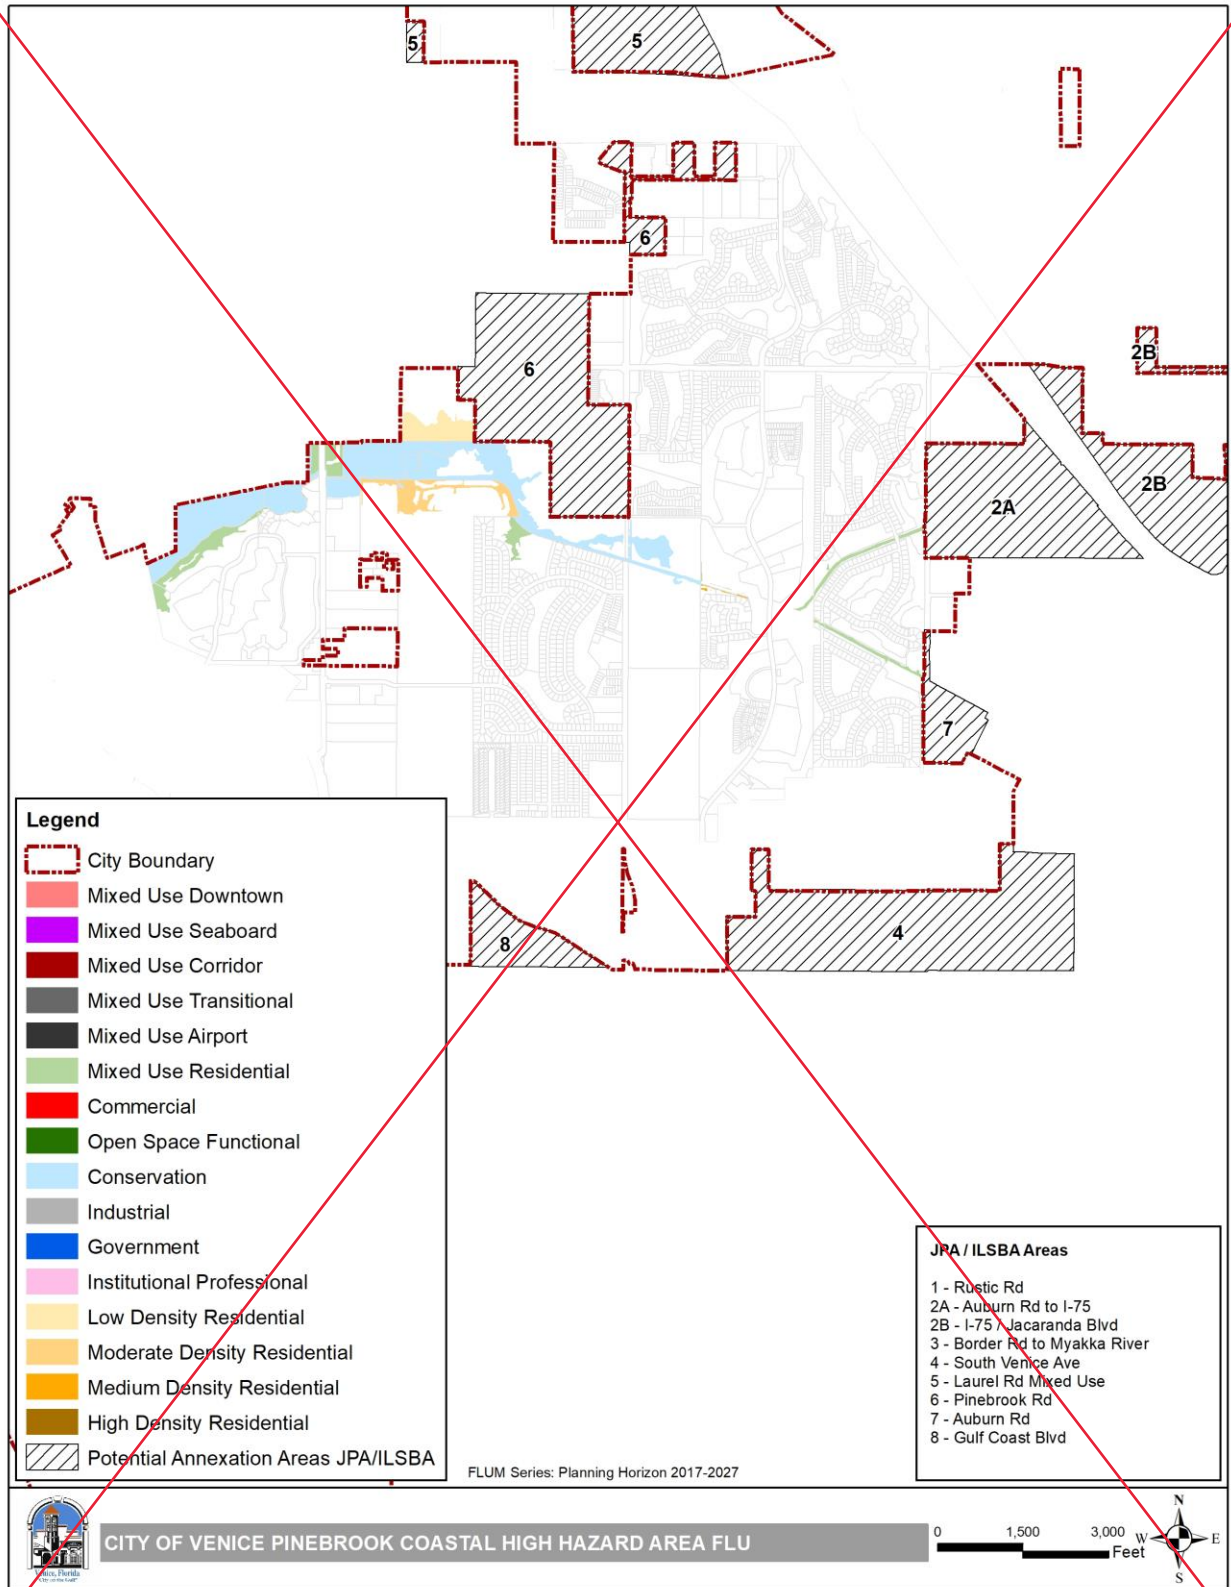 5
5
6
6
2B
2A
2B
7
8
4
Legend
City Boundary
Mixed Use Downtown
Mixed Use Seaboard
Mixed Use Corridor
Mixed Use Transitional
Mixed Use Airport
Mixed Use Residential
Commercial
Open Space Functional
Conservation
Industrial
Government
Institutional Professional
Low Density Residential
Moderate Density Residential
Medium Density Residential
High Density Residential
Potential Annexation Areas JPA/ILSBA
JPA / ILSBA Areas
1 - Rustic Rd
2A - Auburn Rd to I-75
2B - I-75 / Jacaranda Blvd
3 - Border Rd to Myakka River
4 - South Venice Ave
5 - Laurel Rd Mixed Use
6 - Pinebrook Rd
7 - Auburn Rd
8 - Gulf Coast Blvd
FLUM Series: Planning Horizon 2017-2027
Venice, Florida
"City on the Gulf"
CITY OF VENICE PINEBROOK COASTAL HIGH HAZARD AREA FLU
0 1,500 3,000
Feet
N
W E
S